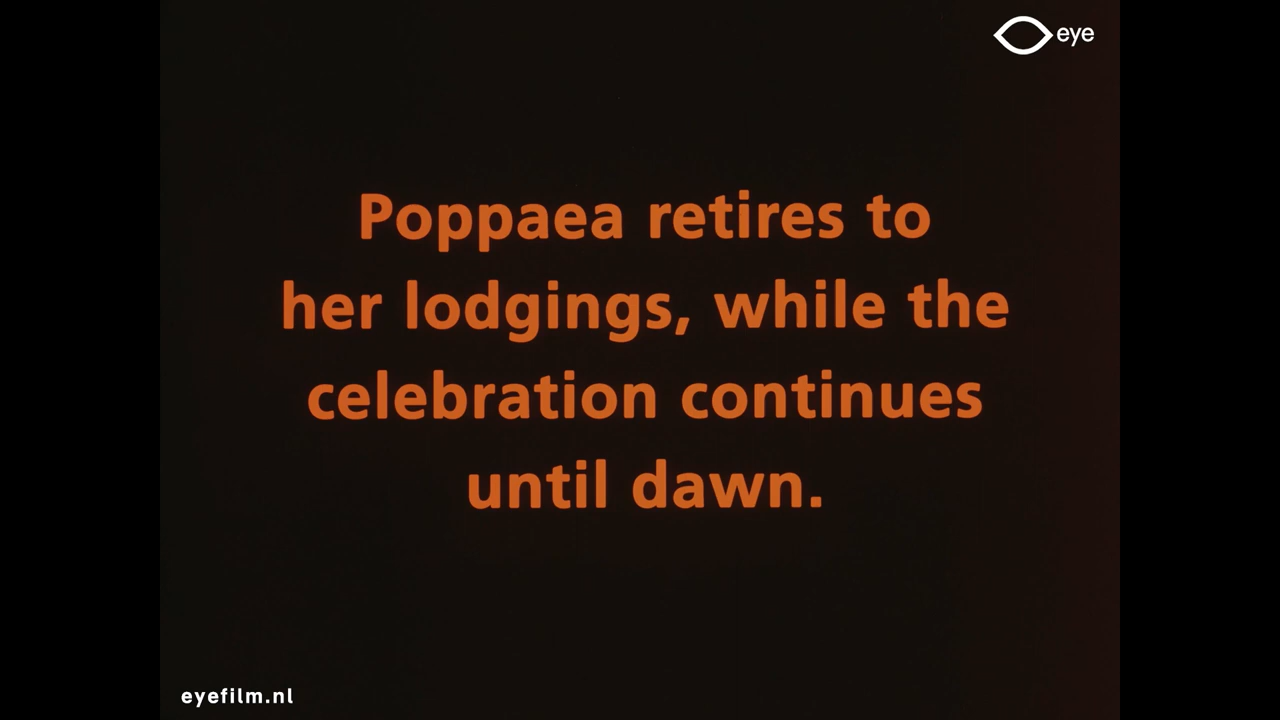 eye
Poppaea retires to
her lodgings, while the
celebration continues
until dawn.
eyefilm.nl